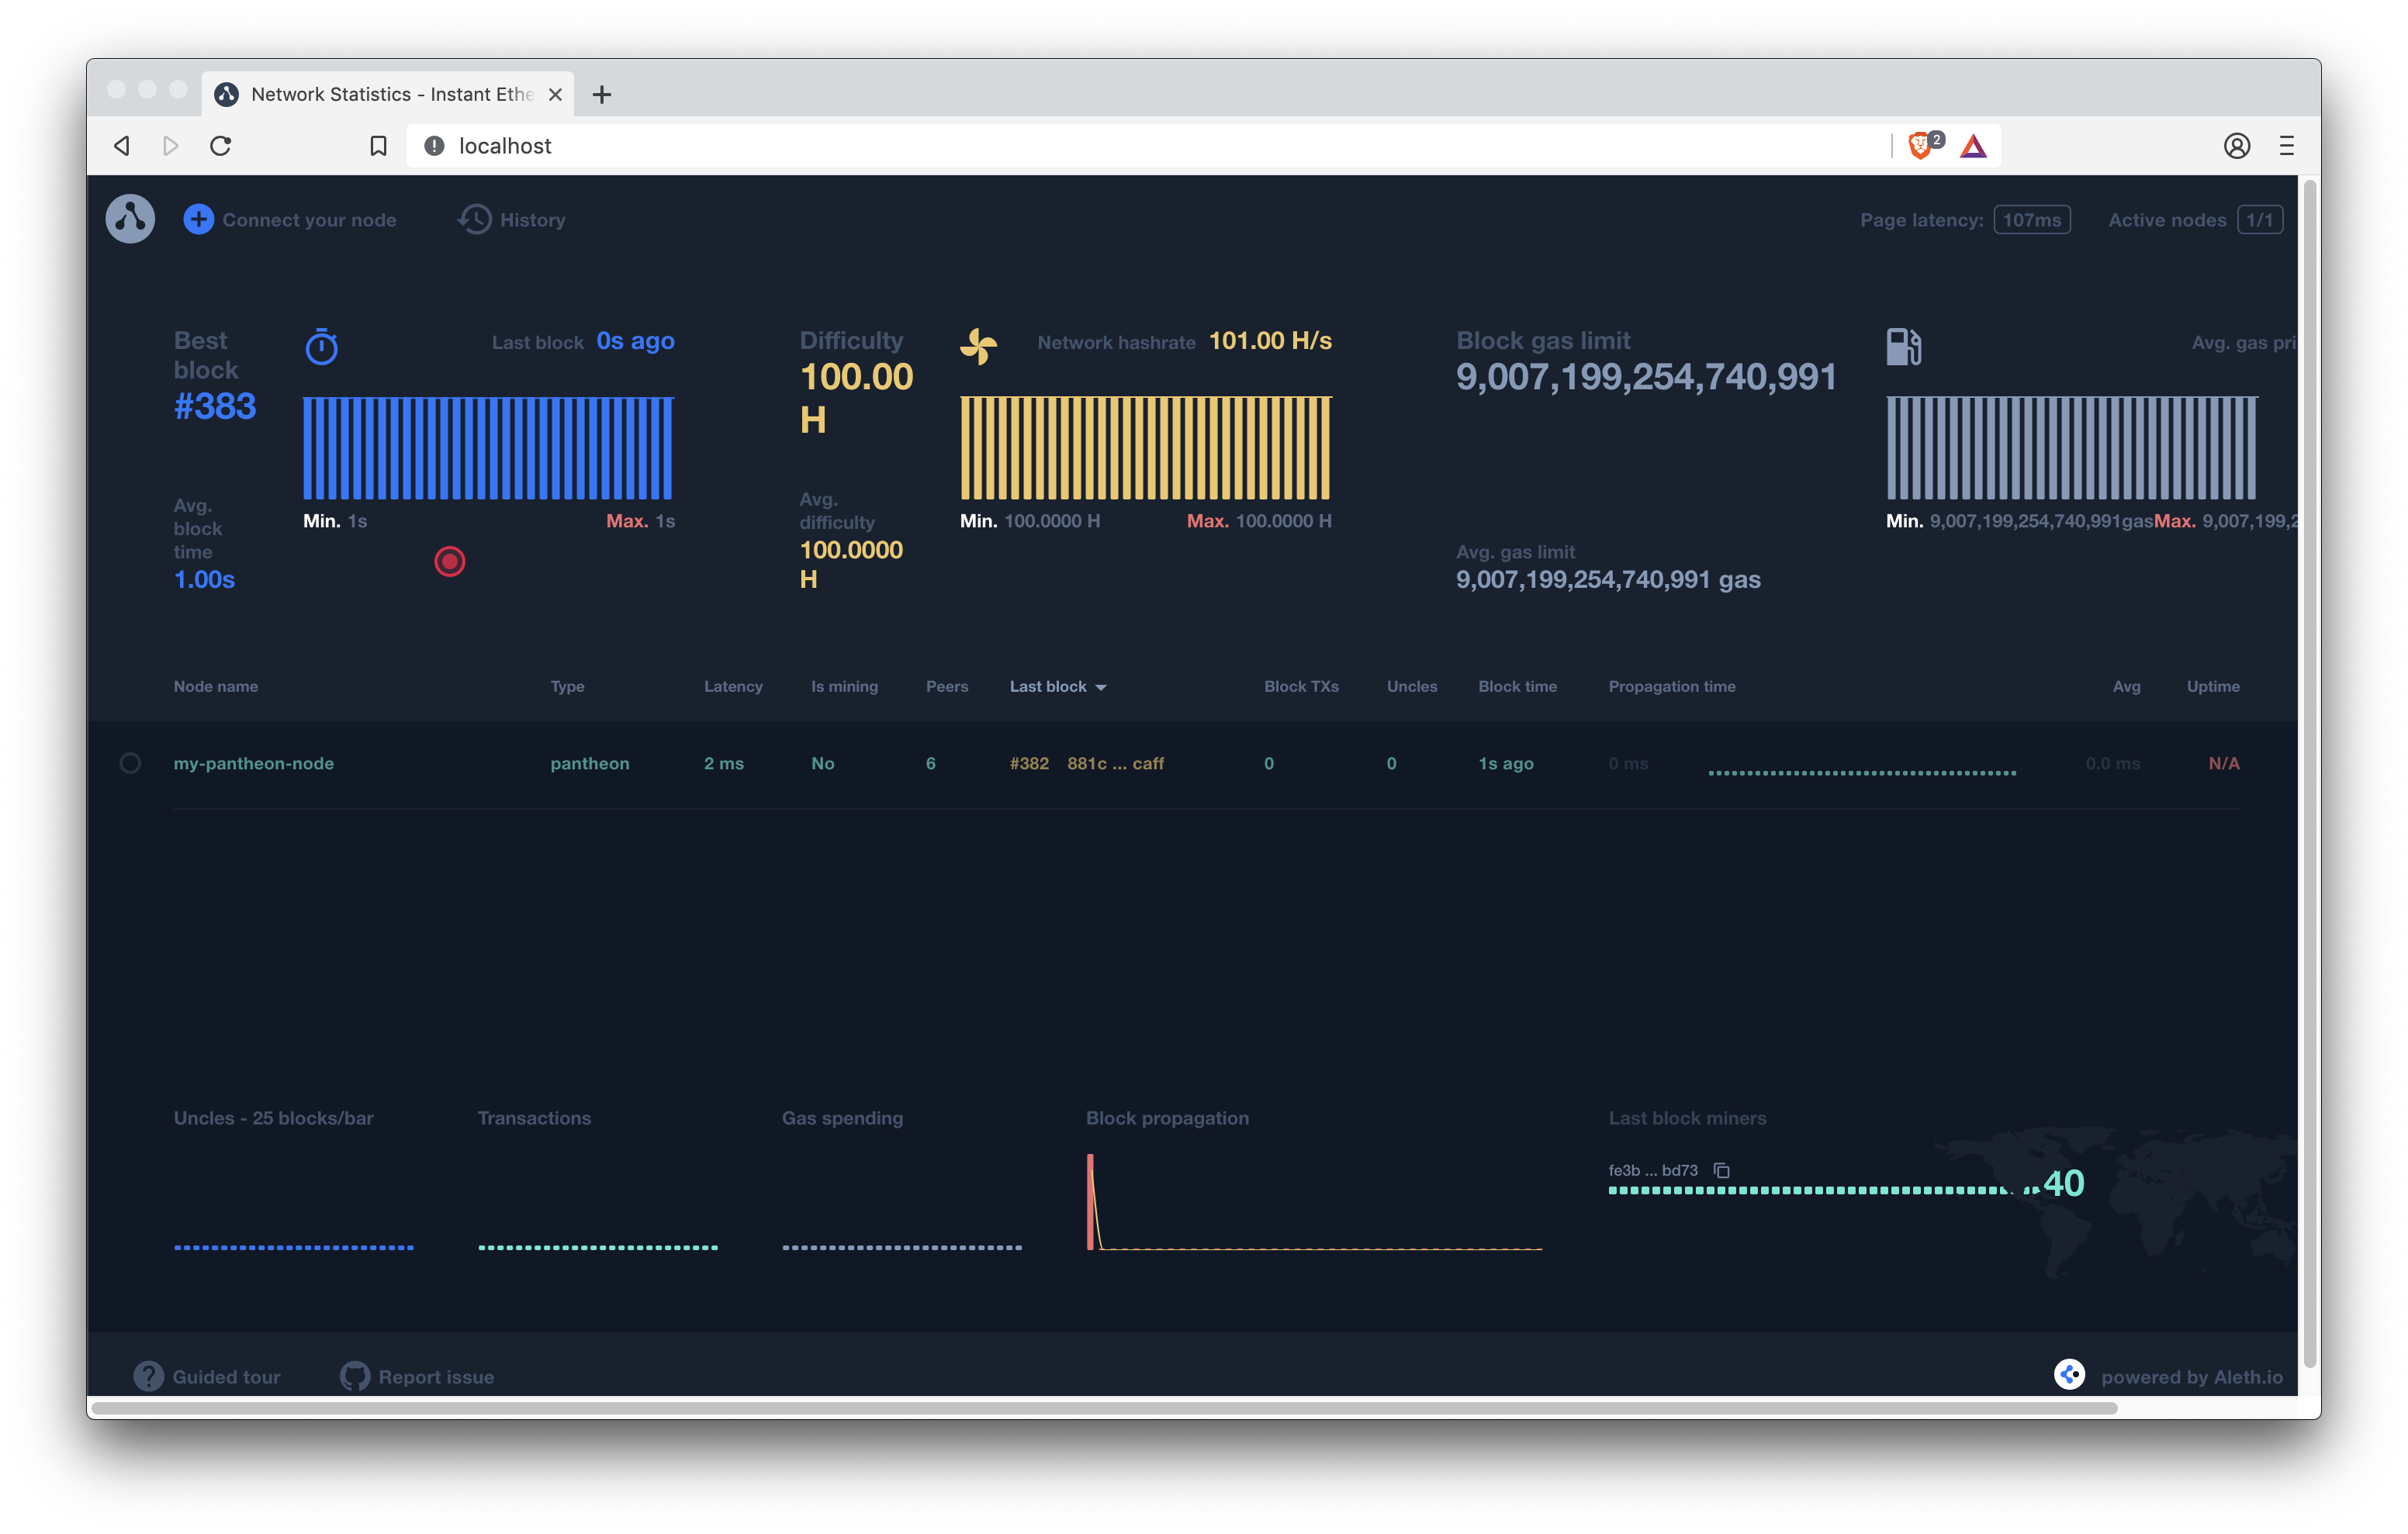 Network Statistics - Instant Ethe
localhost
2
Connect your node
History
Page latency: 107ms
Active nodes 1/1
Best
block
#383
Last block 0s ago
Min. 1s
Max. 1s
Avg.
block
time
1.00s
Difficulty
100.00
H
Network hashrate 101.00 H/s
Min. 100.0000 H
Max. 100.0000 H
Avg.
difficulty
100.0000
H
Block gas limit
9,007,199,254,740,991
Avg. gas limit
9,007,199,254,740,991 gas
Avg. gas pri
Min. 9,007,199,254,740,991gas
Max. 9,007,199,2
Node name Type Latency Is mining Peers Last block Block TXs Uncles Block time Propagation time Avg Uptime
my-pantheon-node pantheon 2 ms No 6 #382 881c ... caff 0 0 1s ago 0 ms 0.0 ms N/A
Uncles - 25 blocks/bar
Transactions
Gas spending
Block propagation
Last block miners
fe3b ... bd73
40
Guided tour
Report issue
powered by Aleth.io